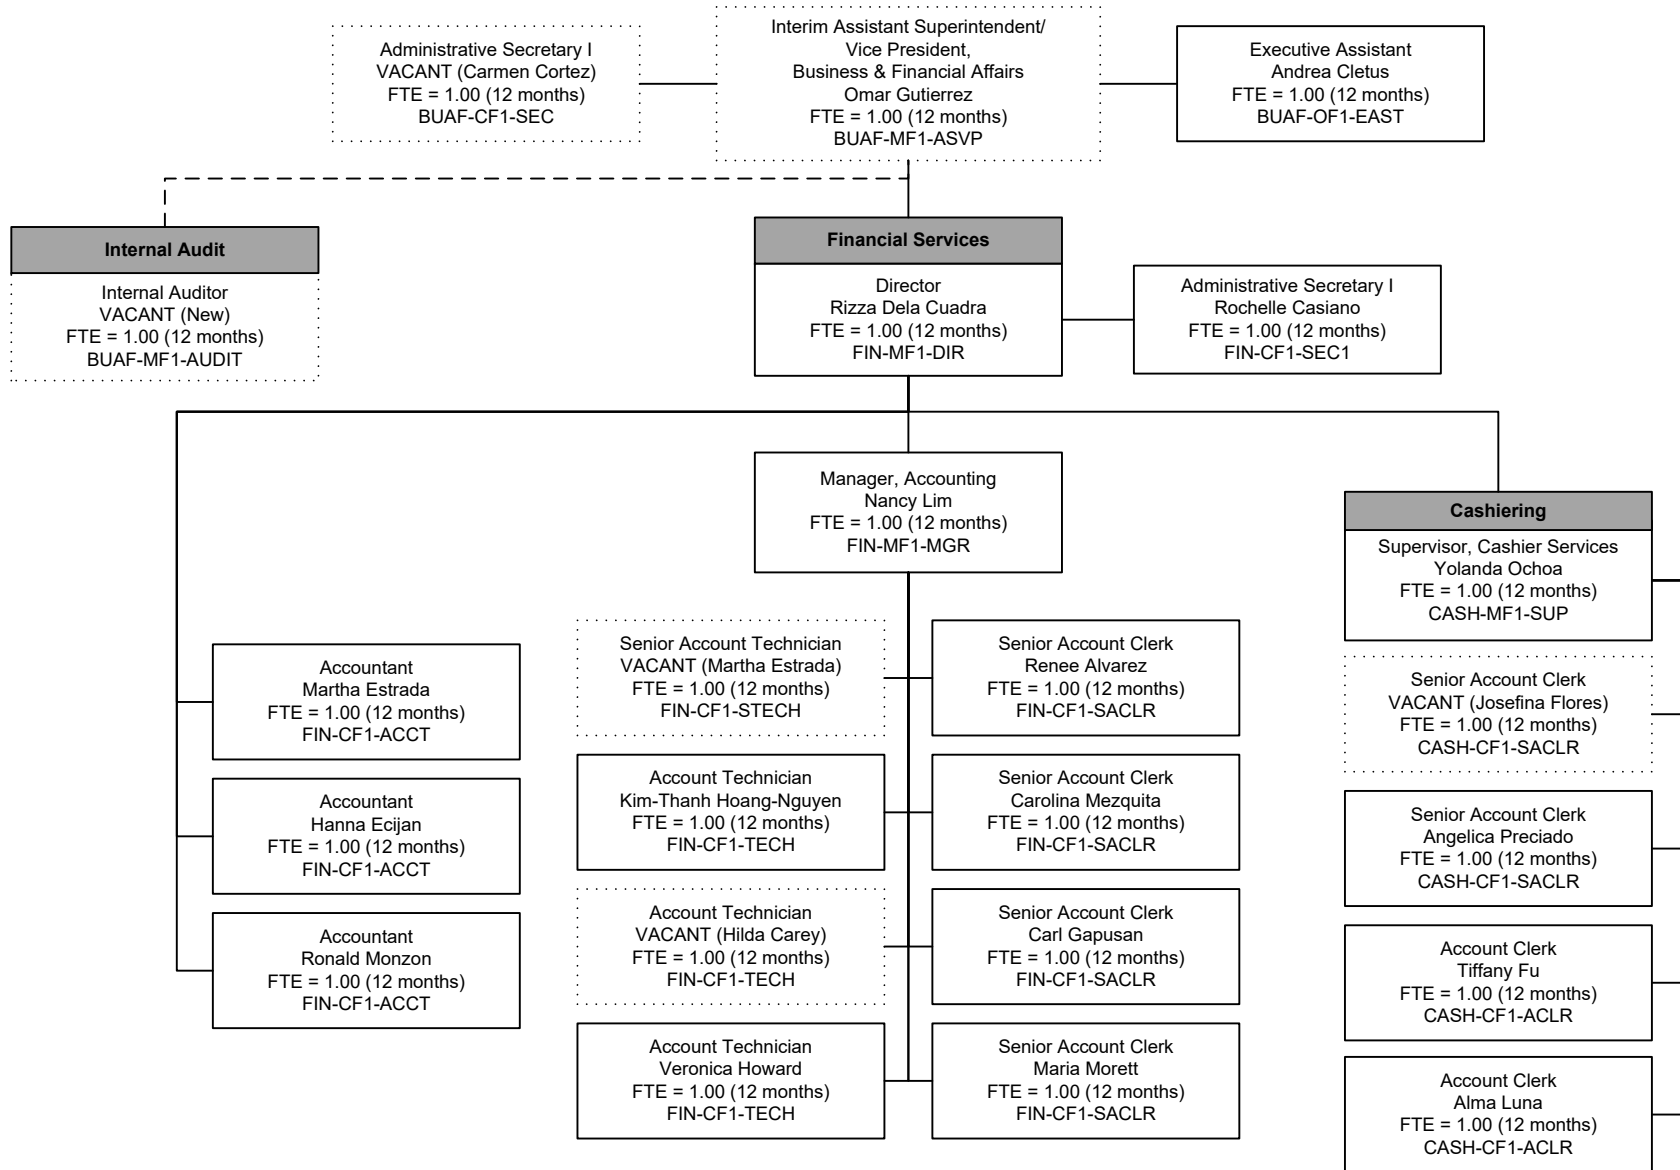 Administrative Secretary I
VACANT (Carmen Cortez)
FTE = 1.00 (12 months)
BUAF-CF1-SEC
Interim Assistant Superintendent/
Vice President,
Business & Financial Affairs
Omar Gutierrez
FTE = 1.00 (12 months)
BUAF-MF1-ASVP
Executive Assistant
Andrea Cletus
FTE = 1.00 (12 months)
BUAF-OF1-EAST
Internal Audit
Internal Auditor
VACANT (New)
FTE = 1.00 (12 months)
BUAF-MF1-AUDIT
Financial Services
Director
Rizza Dela Cuadra
FTE = 1.00 (12 months)
FIN-MF1-DIR
Administrative Secretary I
Rochelle Casiano
FTE = 1.00 (12 months)
FIN-CF1-SEC1
Manager, Accounting
Nancy Lim
FTE = 1.00 (12 months)
FIN-MF1-MGR
Accountant
Martha Estrada
FTE = 1.00 (12 months)
FIN-CF1-ACCT
Accountant
Hanna Ecijan
FTE = 1.00 (12 months)
FIN-CF1-ACCT
Accountant
Ronald Monzon
FTE = 1.00 (12 months)
FIN-CF1-ACCT
Senior Account Technician
VACANT (Martha Estrada)
FTE = 1.00 (12 months)
FIN-CF1-STECH
Account Technician
Kim-Thanh Hoang-Nguyen
FTE = 1.00 (12 months)
FIN-CF1-TECH
Account Technician
VACANT (Hilda Carey)
FTE = 1.00 (12 months)
FIN-CF1-TECH
Account Technician
Veronica Howard
FTE = 1.00 (12 months)
FIN-CF1-TECH
Senior Account Clerk
Renee Alvarez
FTE = 1.00 (12 months)
FIN-CF1-SACLR
Senior Account Clerk
Carolina Mezquita
FTE = 1.00 (12 months)
FIN-CF1-SACLR
Senior Account Clerk
Carl Gapusan
FTE = 1.00 (12 months)
FIN-CF1-SACLR
Senior Account Clerk
Maria Morett
FTE = 1.00 (12 months)
FIN-CF1-SACLR
Cashiering
Supervisor, Cashier Services
Yolanda Ochoa
FTE = 1.00 (12 months)
CASH-MF1-SUP
Senior Account Clerk
VACANT (Josefina Flores)
FTE = 1.00 (12 months)
CASH-CF1-SACLR
Senior Account Clerk
Angelica Preciado
FTE = 1.00 (12 months)
CASH-CF1-SACLR
Account Clerk
Tiffany Fu
FTE = 1.00 (12 months)
CASH-CF1-ACLR
Account Clerk
Alma Luna
FTE = 1.00 (12 months)
CASH-CF1-ACLR